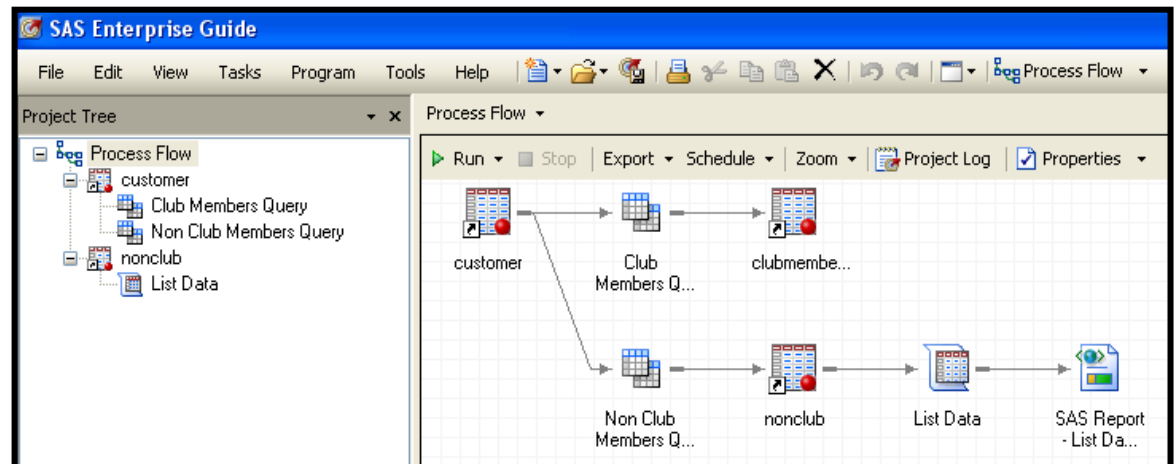 SAS Enterprise Guide
File Edit View Tasks Program Tools Help Process Flow
Project Tree
Process Flow
customer
Club Members Query
Non Club Members Query
nonclub
List Data
Process Flow
Run Stop Export Schedule Zoom Project Log Properties
customer
Club
Members Q...
clubmembe...
Non Club
Members Q...
nonclub
List Data
SAS Report
- List Da...